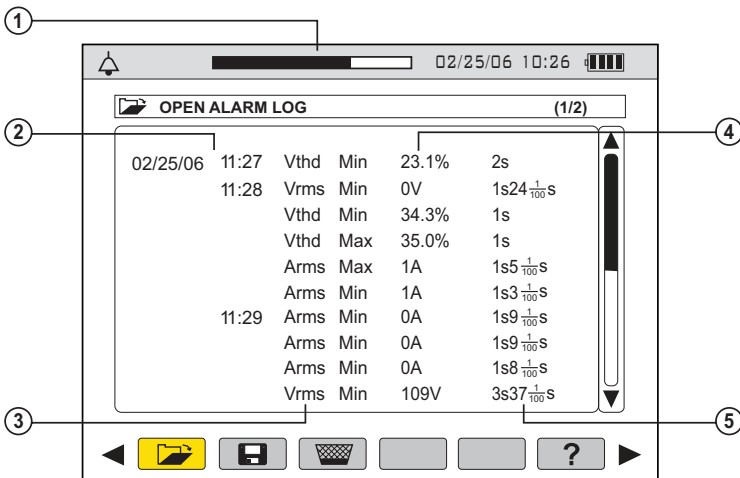 1
02/25/06 10:26
OPEN ALARM LOG (1/2)
2
4
02/25/06 11:27 Vthd Min 23.1% 2s
11:28 Vrms Min 0V 1s24 1/100 s
Vthd Min 34.3% 1s
Vthd Max 35.0% 1s
Arms Max 1A 1s5 1/100 s
Arms Min 1A 1s3 1/100 s
11:29 Arms Min 0A 1s9 1/100 s
Arms Min 0A 1s9 1/100 s
Arms Min 0A 1s8 1/100 s
Vrms Min 109V 3s37 1/100 s
3
5
?